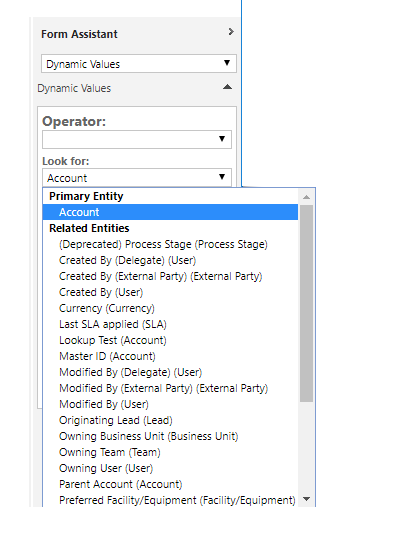 Form Assistant
Dynamic Values
Dynamic Values
Operator:
Look for:
Account
Primary Entity
Account
Related Entities
(Deprecated) Process Stage (Process Stage)
Created By (Delegate) (User)
Created By (External Party) (External Party)
Created By (User)
Currency (Currency)
Last SLA applied (SLA)
Lookup Test (Account)
Master ID (Account)
Modified By (Delegate) (User)
Modified By (External Party) (External Party)
Modified By (User)
Originating Lead (Lead)
Owning Business Unit (Business Unit)
Owning Team (Team)
Owning User (User)
Parent Account (Account)
Preferred Facility/Equipment (Facility/Equipment)